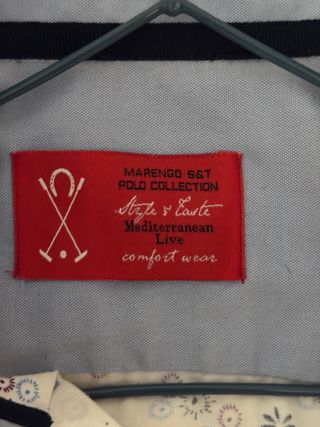 MARENGO S&T
POLO COLLECTION
Style & Taste
Mediterranean
Live
comfort wear